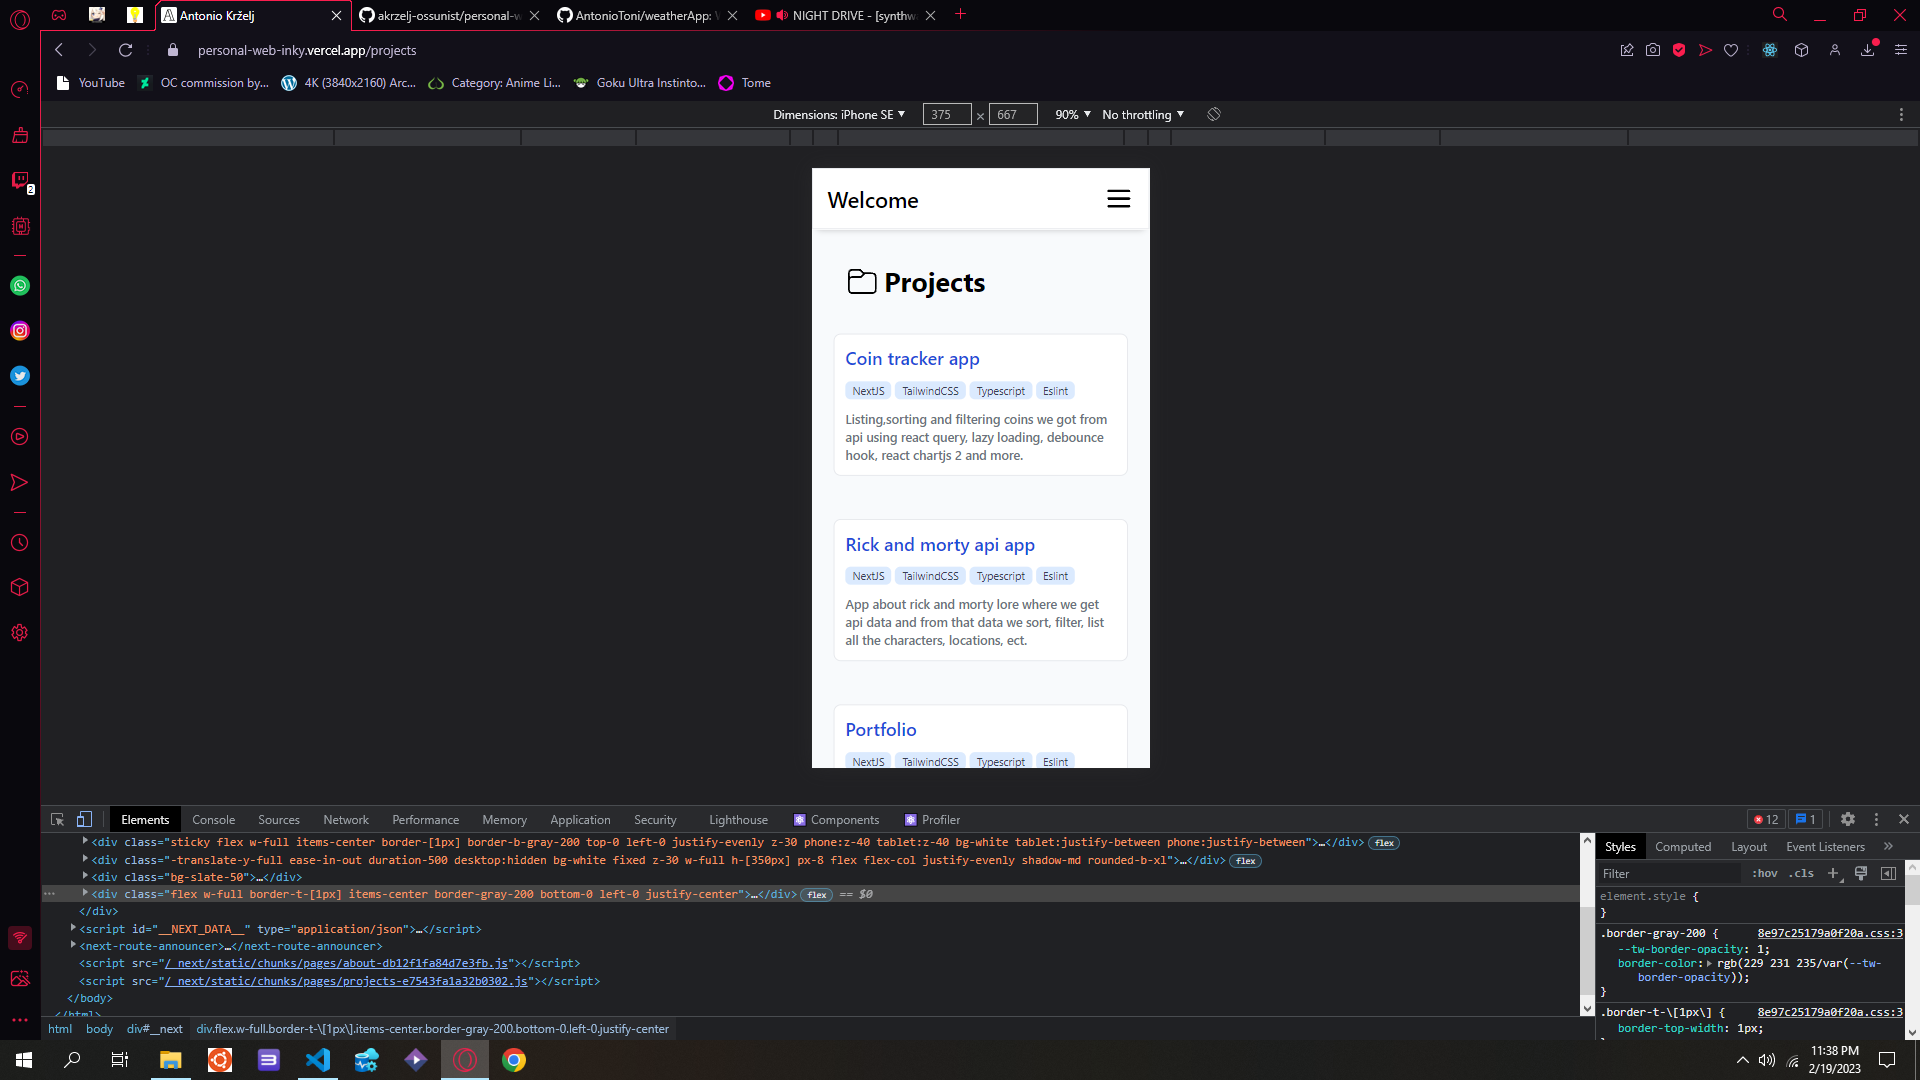 Antonio Krželj
akrzelj-ossunist/personal-w
AntonioToni/weatherApp: W
NIGHT DRIVE - [synthw
personal-web-inky.vercel.app/projects
YouTube
OC commission by...
4K (3840x2160) Arc...
Category: Anime Li...
Goku Ultra Instinto...
Tome
Dimensions: iPhone SE
375
×
667
90%
No throttling
2
Welcome
Projects
Coin tracker app
NextJS TailwindCSS Typescript Eslint
Listing,sorting and filtering coins we got from
api using react query, lazy loading, debounce
hook, react chartjs 2 and more.
Rick and morty api app
NextJS TailwindCSS Typescript Eslint
App about rick and morty lore where we get
api data and from that data we sort, filter, list
all the characters, locations, ect.
Portfolio
NextJS TailwindCSS Typescript Eslint
Elements Console Sources Network Performance Memory Application Security Lighthouse Components Profiler
12
1
<div class="sticky flex w-full items-center border-[1px] border-b-gray-200 top-0 left-0 justify-evenly z-30 phone:z-40 tablet:z-40 bg-white tablet:justify-between phone:justify-between">…</div> flex
<div class="-translate-y-full ease-in-out duration-500 desktop:hidden bg-white fixed z-30 w-full h-[350px] px-8 flex flex-col justify-evenly shadow-md rounded-b-xl">…</div> flex
<div class="bg-slate-50">…</div>
<div class="flex w-full border-t-[1px] items-center border-gray-200 bottom-0 left-0 justify-center">…</div> flex == $0
</div>
<script id="__NEXT_DATA__" type="application/json">…</script>
<next-route-announcer>…</next-route-announcer>
<script src="/_next/static/chunks/pages/about-db12f1fa84d7e3fb.js"></script>
<script src="/_next/static/chunks/pages/projects-e7543fa1a32b0302.js"></script>
</body>
</html>
html body div#__next div.flex.w-full.border-t-\[1px\].items-center.border-gray-200.bottom-0.left-0.justify-center
Styles Computed Layout Event Listeners
Filter
:hov .cls
element.style {
}
.border-gray-200 { 8e97c25179a0f20a.css:3
--tw-border-opacity: 1;
border-color: rgb(229 231 235/var(--tw-
border-opacity));
}
.border-t-\[1px\] { 8e97c25179a0f20a.css:3
border-top-width: 1px;
11:38 PM
2/19/2023